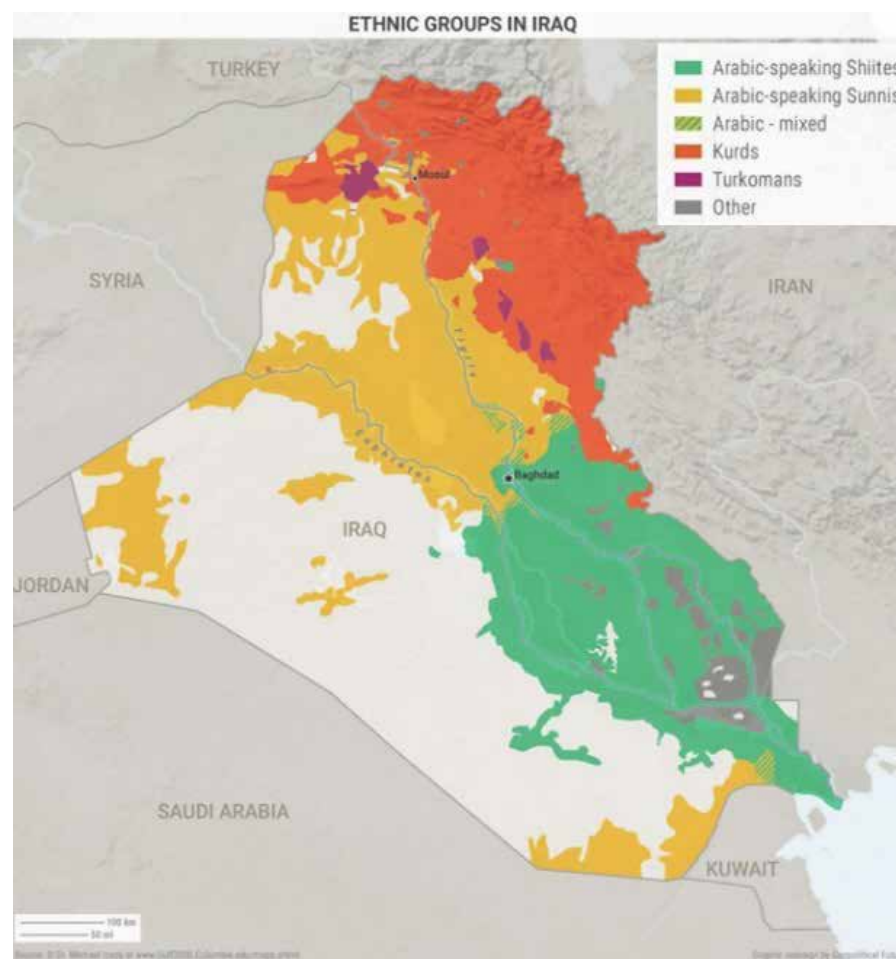 ETHNIC GROUPS IN IRAQ
TURKEY
Arabic-speaking Shiites
Arabic-speaking Sunnis
Arabic - mixed
Kurds
Turkomans
Other
Mosul
SYRIA
IRAN
Tigris
Euphrates
Baghdad
IRAQ
JORDAN
SAUDI ARABIA
KUWAIT
100 km
50 mi